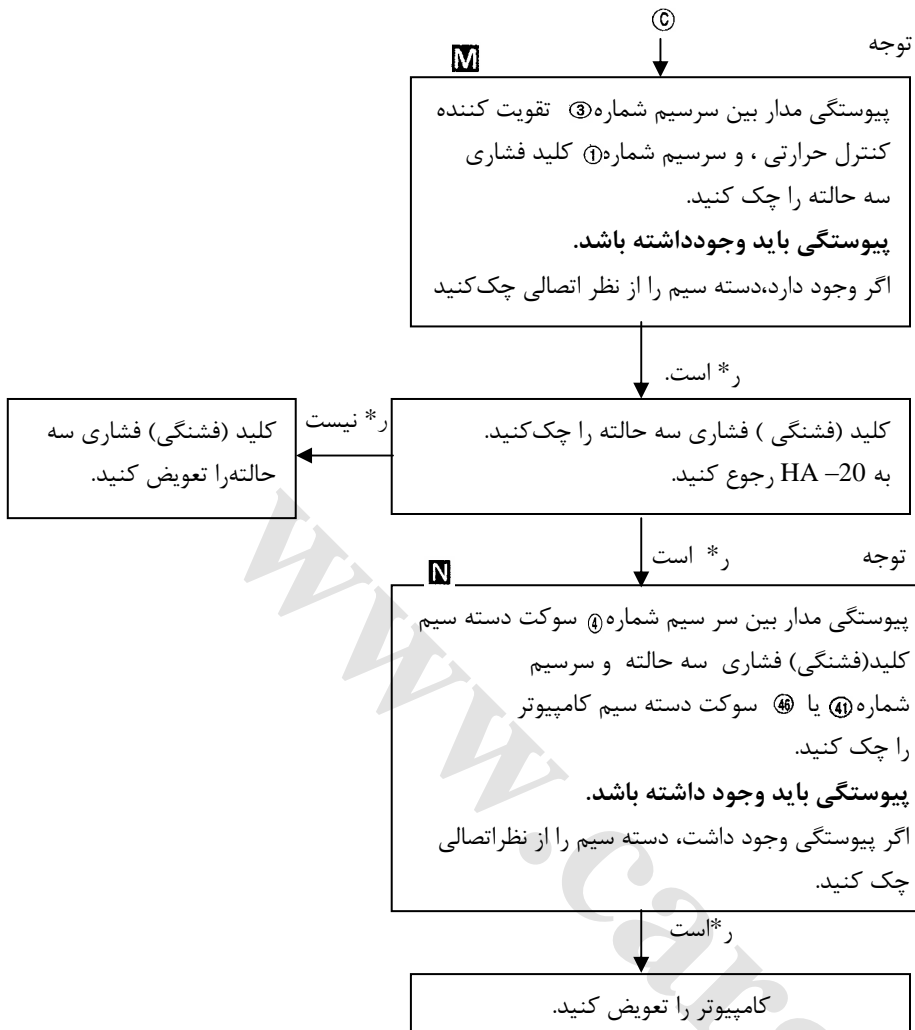 Ⓒ
توجه
M
پیوستگی مدار بین سرسیم شماره③ تقویت کننده
کنترل حرارتی ، و سرسیم شماره① کلید فشاری
سه حالته را چک کنید.
پیوستگی باید وجودداشته باشد.
اگر وجود دارد،دسته سیم را از نظر اتصالی چک‌کنید
ر* است.
کلید (فشنگی ) فشاری سه حالته را چک‌کنید.
به HA –20 رجوع کنید.
ر* نیست
کلید (فشنگی) فشاری سه
حالته‌را تعویض کنید.
ر* است
توجه
N
پیوستگی مدار بین سر سیم شماره④ سوکت دسته سیم
کلید(فشنگی) فشاری سه حالته و سرسیم
شماره㊶ یا ㊻ سوکت دسته سیم کامپیوتر
را چک کنید.
پیوستگی باید وجود داشته باشد.
اگر پیوستگی وجود داشت، دسته سیم را از نظراتصالی
چک کنید.
ر*است
کامپیوتر را تعویض کنید.
www.car